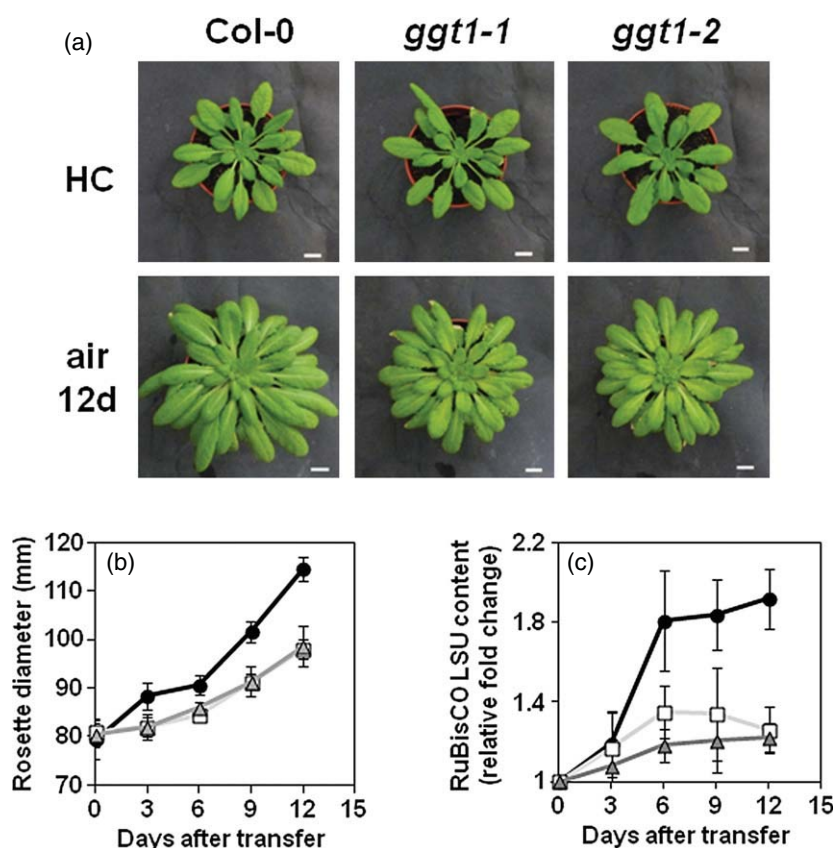 (a)
Col-0 ggt1-1 ggt1-2
HC
air
12d
(b)
Rosette diameter (mm)
120
110
100
90
80
70
0 3 6 9 12 15
Days after transfer
(c)
RuBisCO LSU content
(relative fold change)
2.2
1.8
1.4
1
0 3 6 9 12 15
Days after transfer